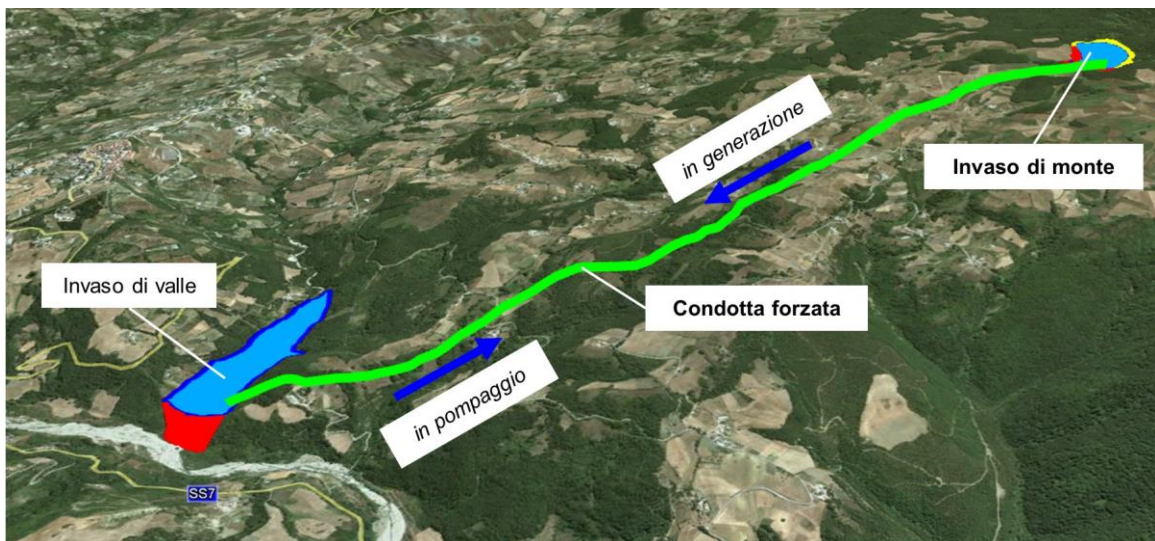 in generazione
Invaso di monte
Invaso di valle
Condotta forzata
in pompaggio
SS7